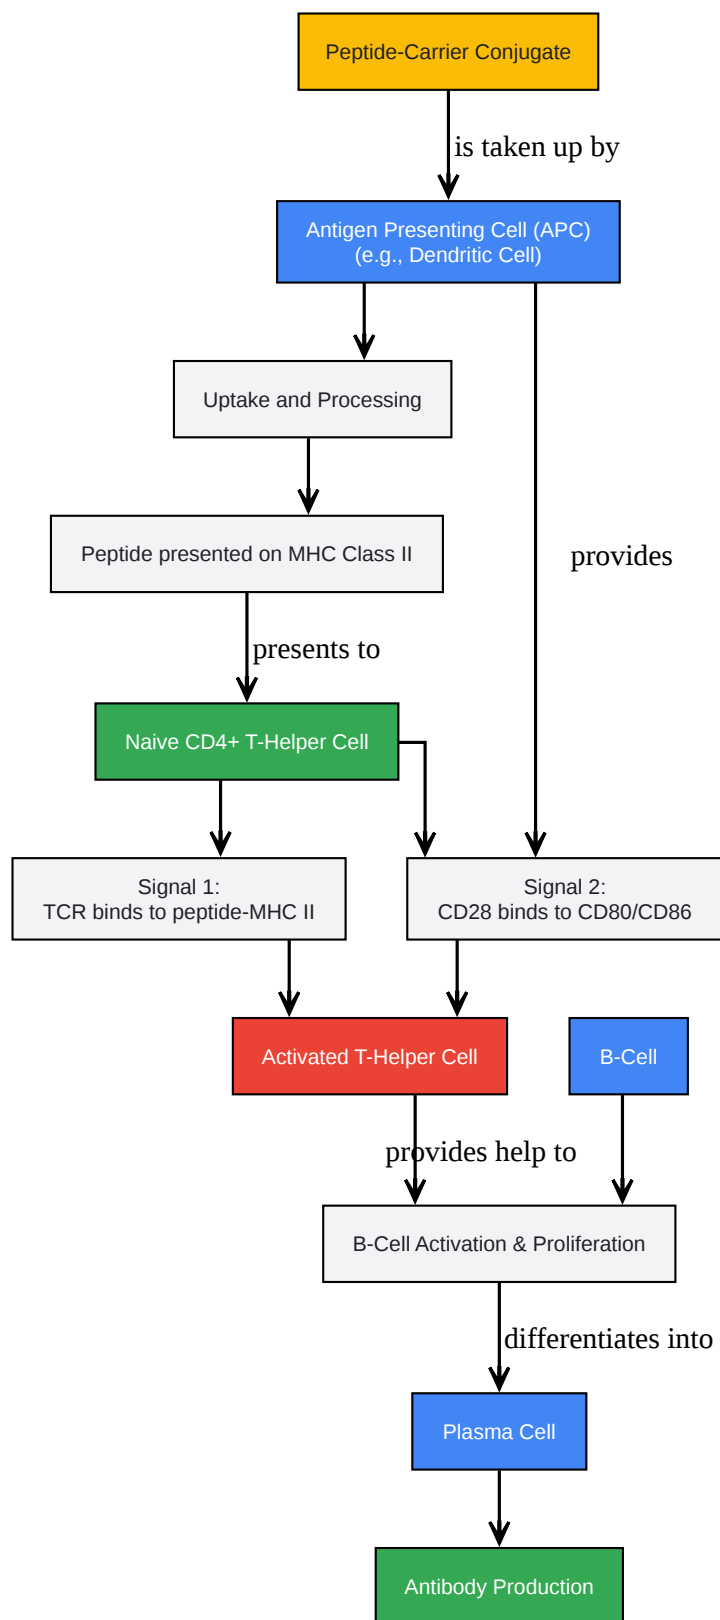 Peptide-Carrier Conjugate
is taken up by
Antigen Presenting Cell (APC)
(e.g., Dendritic Cell)
Uptake and Processing
Peptide presented on MHC Class II
provides
presents to
Naive CD4+ T-Helper Cell
Signal 1:
TCR binds to peptide-MHC II
Signal 2:
CD28 binds to CD80/CD86
Activated T-Helper Cell
B-Cell
provides help to
B-Cell Activation & Proliferation
differentiates into
Plasma Cell
Antibody Production